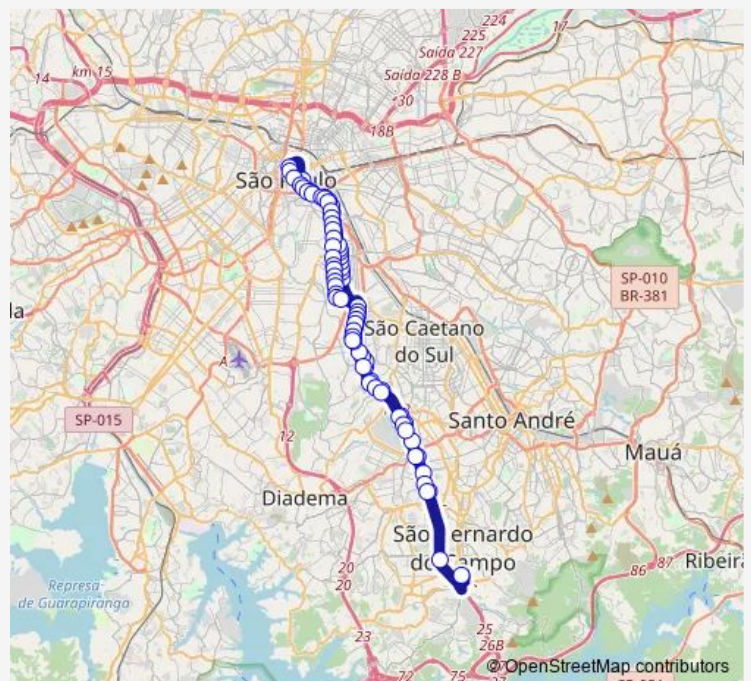 224
17
225
Saída 227
14
km 15
Saída 228 B
30
18B
São Paulo
SP-010
BR-381
la
São Caetano
do Sul
A
SP-015
Santo André
12
Mauá
Diadema
São Bernardo
do Campo
Ribeirã
20
20
86
87
Represa
de Guarapiranga
23
25
26B
72
75
© OpenStreetMap contributors